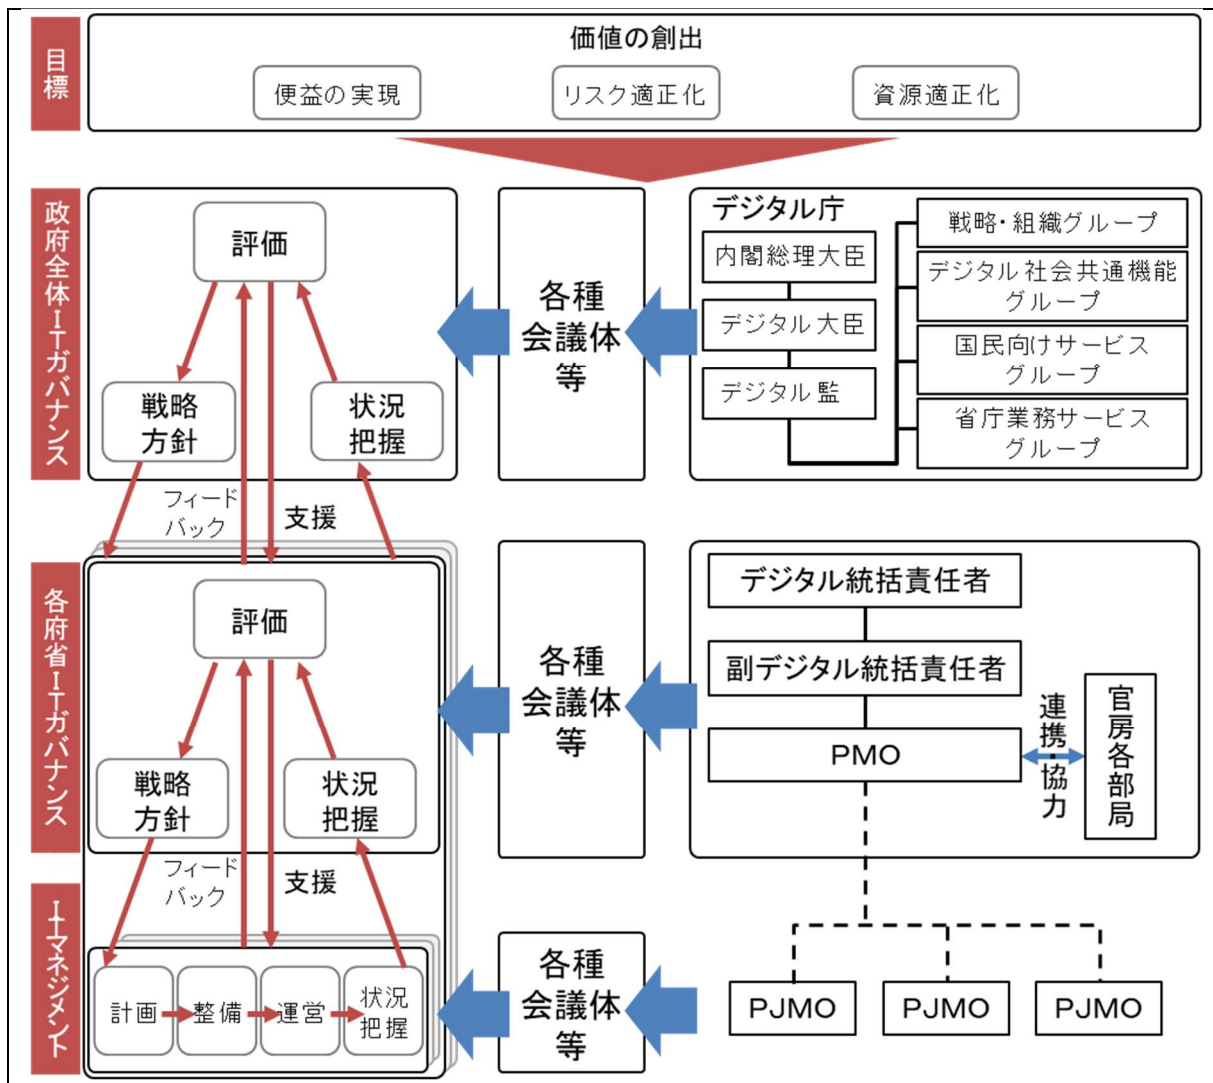 目標
価値の創出
便益の実現
リスク適正化
資源適正化
政府全体ITガバナンス
評価
戦略
方針
状況
把握
各種
会議体
等
デジタル庁
内閣総理大臣
デジタル大臣
デジタル監
戦略・組織グループ
デジタル社会共通機能
グループ
国民向けサービス
グループ
省庁業務サービス
グループ
フィード
バック
支援
各府省ITガバナンス
評価
戦略
方針
状況
把握
各種
会議体
等
デジタル統括責任者
副デジタル統括責任者
PMO
連携・協力
官房各部局
フィード
バック
支援
ITマネジメント
計画
整備
運営
状況
把握
各種
会議体
等
PJMO
PJMO
PJMO